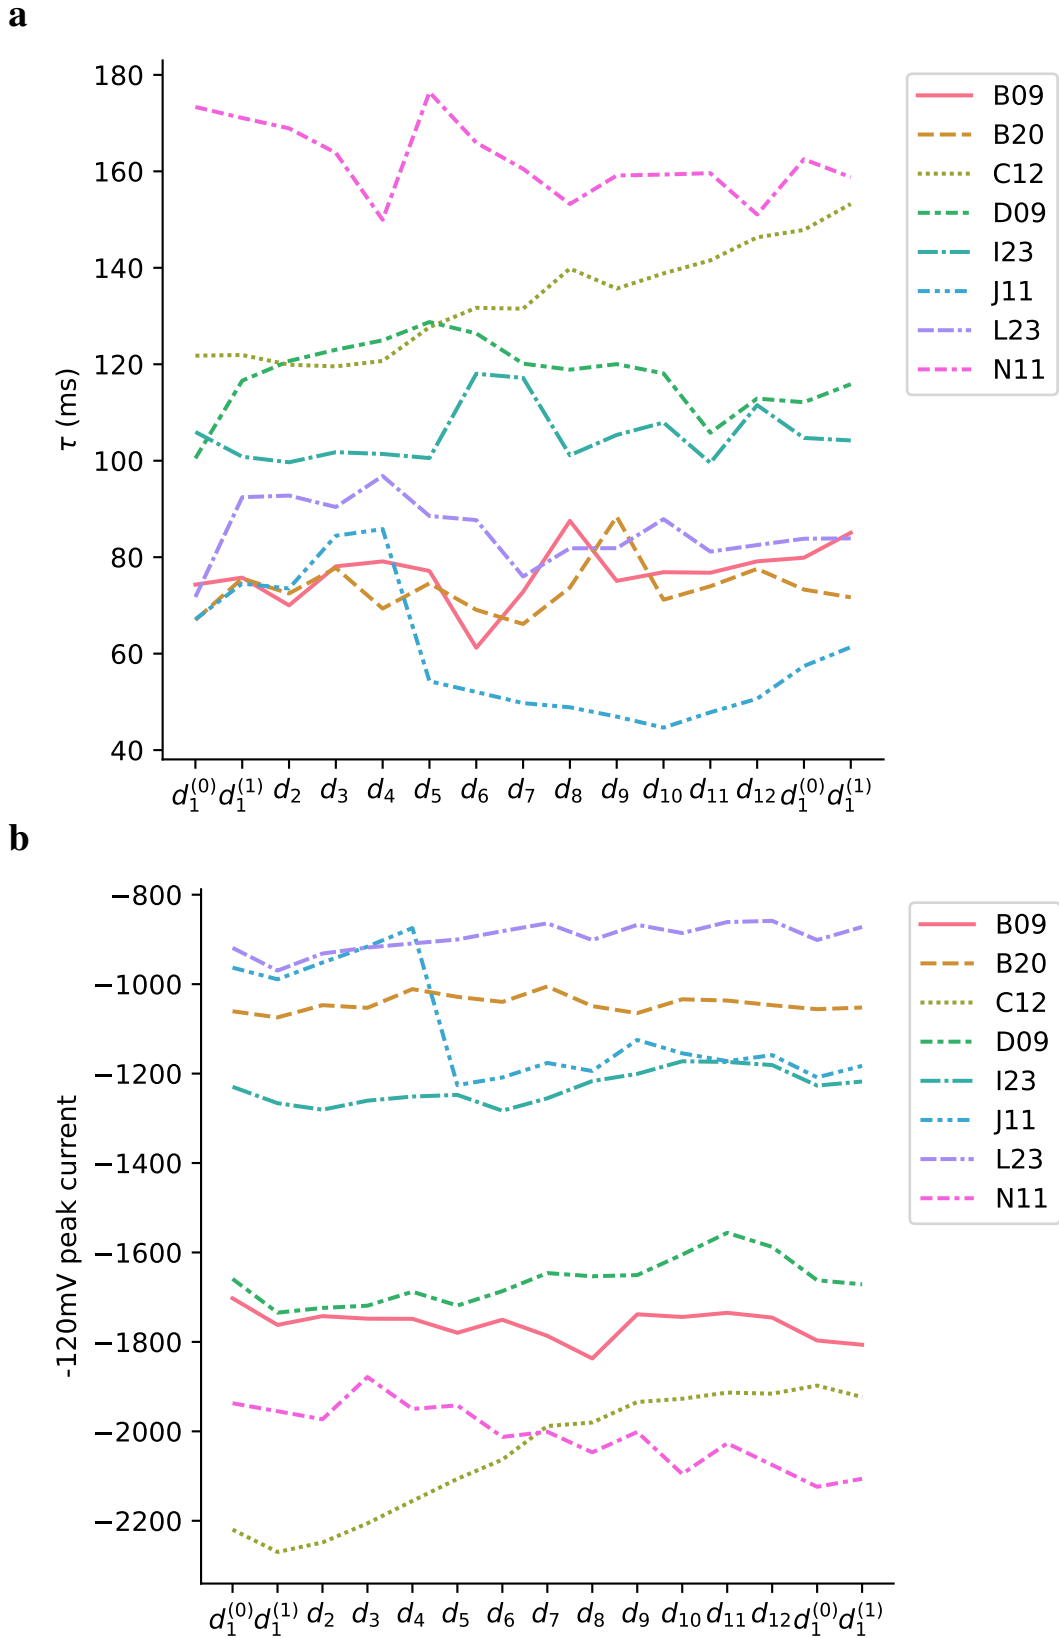 a
180
160
140
120
100
80
60
40
τ (ms)
d₁⁽⁰⁾ d₁⁽¹⁾ d₂ d₃ d₄ d₅ d₆ d₇ d₈ d₉ d₁₀ d₁₁ d₁₂ d₁⁽⁰⁾ d₁⁽¹⁾
B09
B20
C12
D09
I23
J11
L23
N11
b
−800
−1000
−1200
−1400
−1600
−1800
−2000
−2200
-120mV peak current
d₁⁽⁰⁾ d₁⁽¹⁾ d₂ d₃ d₄ d₅ d₆ d₇ d₈ d₉ d₁₀ d₁₁ d₁₂ d₁⁽⁰⁾ d₁⁽¹⁾
B09
B20
C12
D09
I23
J11
L23
N11